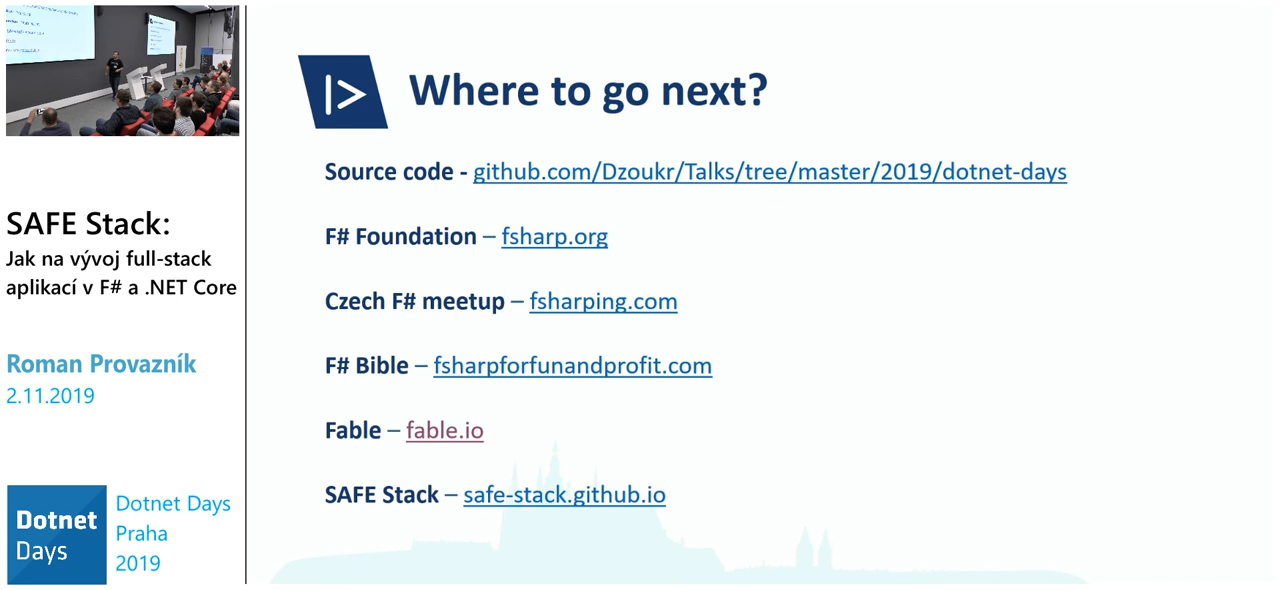 SAFE Stack:
Jak na vývoj full-stack
aplikací v F# a .NET Core
Roman Provazník
2.11.2019
Dotnet
Days
Dotnet Days
Praha
2019
|> Where to go next?
Source code - github.com/Dzoukr/Talks/tree/master/2019/dotnet-days
F# Foundation – fsharp.org
Czech F# meetup – fsharping.com
F# Bible – fsharpforfunandprofit.com
Fable – fable.io
SAFE Stack – safe-stack.github.io